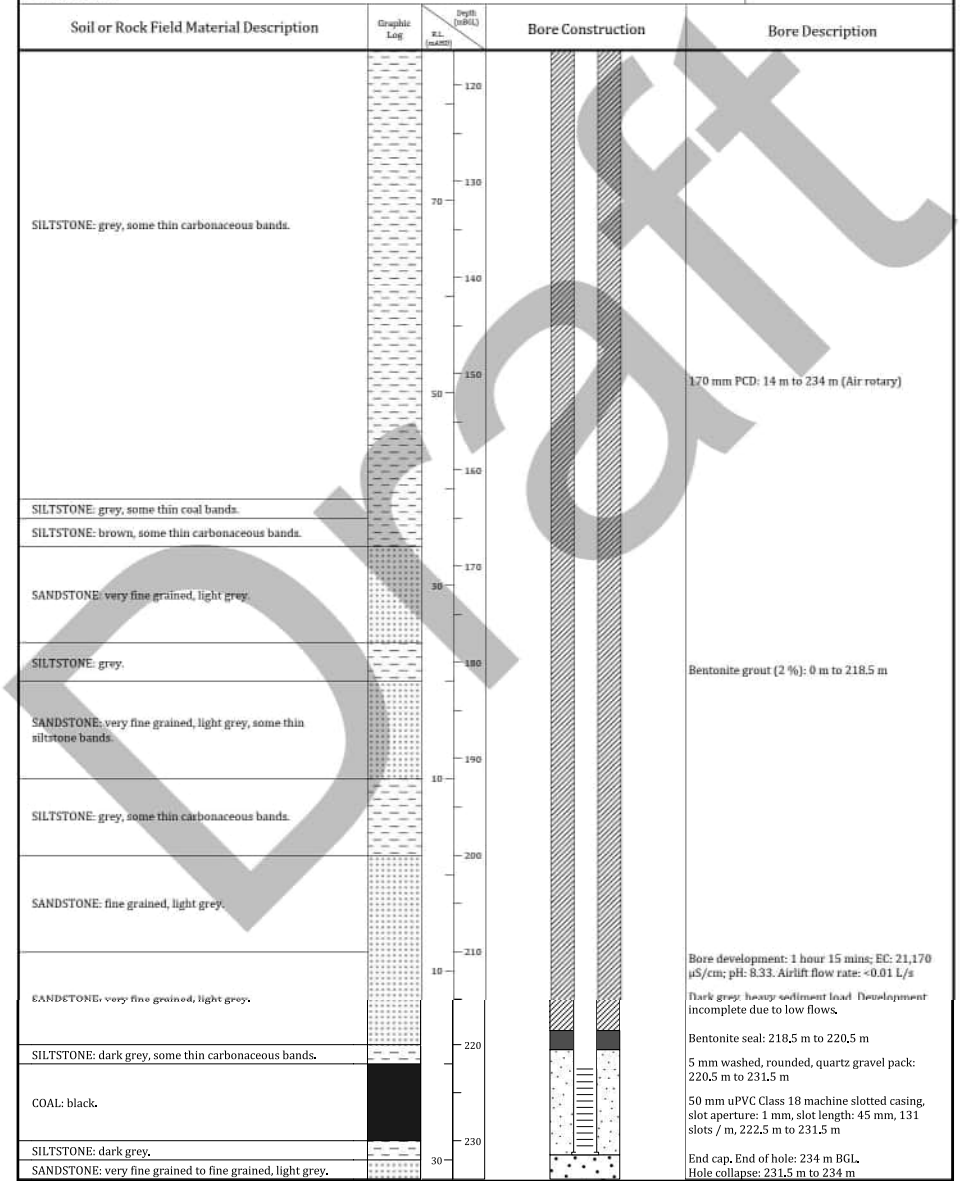 Soil or Rock Field Material Description
Graphic
Log
R.L.
(mAHD)
Depth
(mBGL)
Bore Construction
Bore Description
120
130
70
SILTSTONE: grey, some thin carbonaceous bands.
140
150
170 mm PCD: 14 m to 234 m (Air rotary)
50
160
SILTSTONE: grey, some thin coal bands.
SILTSTONE: brown, some thin carbonaceous bands.
170
30
SANDSTONE: very fine grained, light grey.
SILTSTONE: grey.
180
Bentonite grout (2 %): 0 m to 218.5 m
SANDSTONE: very fine grained, light grey, some thin
siltstone bands.
190
10
SILTSTONE: grey, some thin carbonaceous bands.
200
SANDSTONE: fine grained, light grey.
210
Bore development: 1 hour 15 mins; EC: 21,170
µS/cm; pH: 8.33. Airlift flow rate: <0.01 L/s
10
SANDSTONE: very fine grained, light grey.
Dark grey, heavy sediment load. Development
incomplete due to low flows.
Bentonite seal: 218.5 m to 220.5 m
220
SILTSTONE: dark grey, some thin carbonaceous bands.
5 mm washed, rounded, quartz gravel pack:
220.5 m to 231.5 m
COAL: black.
50 mm uPVC Class 18 machine slotted casing,
slot aperture: 1 mm, slot length: 45 mm, 131
slots / m, 222.5 m to 231.5 m
230
SILTSTONE: dark grey.
End cap. End of hole: 234 m BGL.
30
SANDSTONE: very fine grained to fine grained, light grey.
Hole collapse: 231.5 m to 234 m
Draft